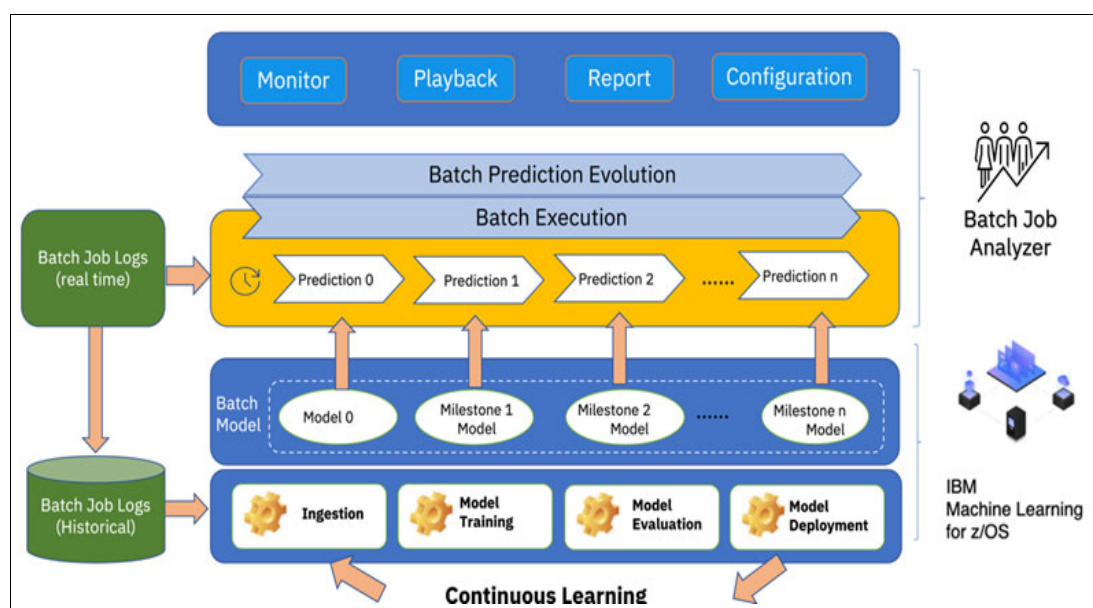 Monitor
Playback
Report
Configuration
Batch Prediction Evolution
Batch Execution
Batch Job Analyzer
Batch Job Logs
(real time)
Prediction 0
Prediction 1
Prediction 2
......
Prediction n
Batch
Model
Model 0
Milestone 1
Model
Milestone 2
Model
......
Milestone n
Model
Batch Job Logs
(Historical)
Ingestion
Model
Training
Model
Evaluation
Model
Deployment
IBM
Machine Learning
for z/OS
Continuous Learning